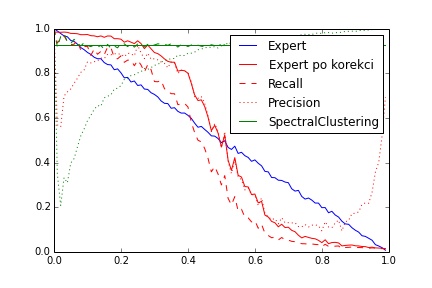 1.0
0.8
0.6
0.4
0.2
0.0
0.0 0.2 0.4 0.6 0.8 1.0
Expert
Expert po korekci
Recall
Precision
SpectralClustering